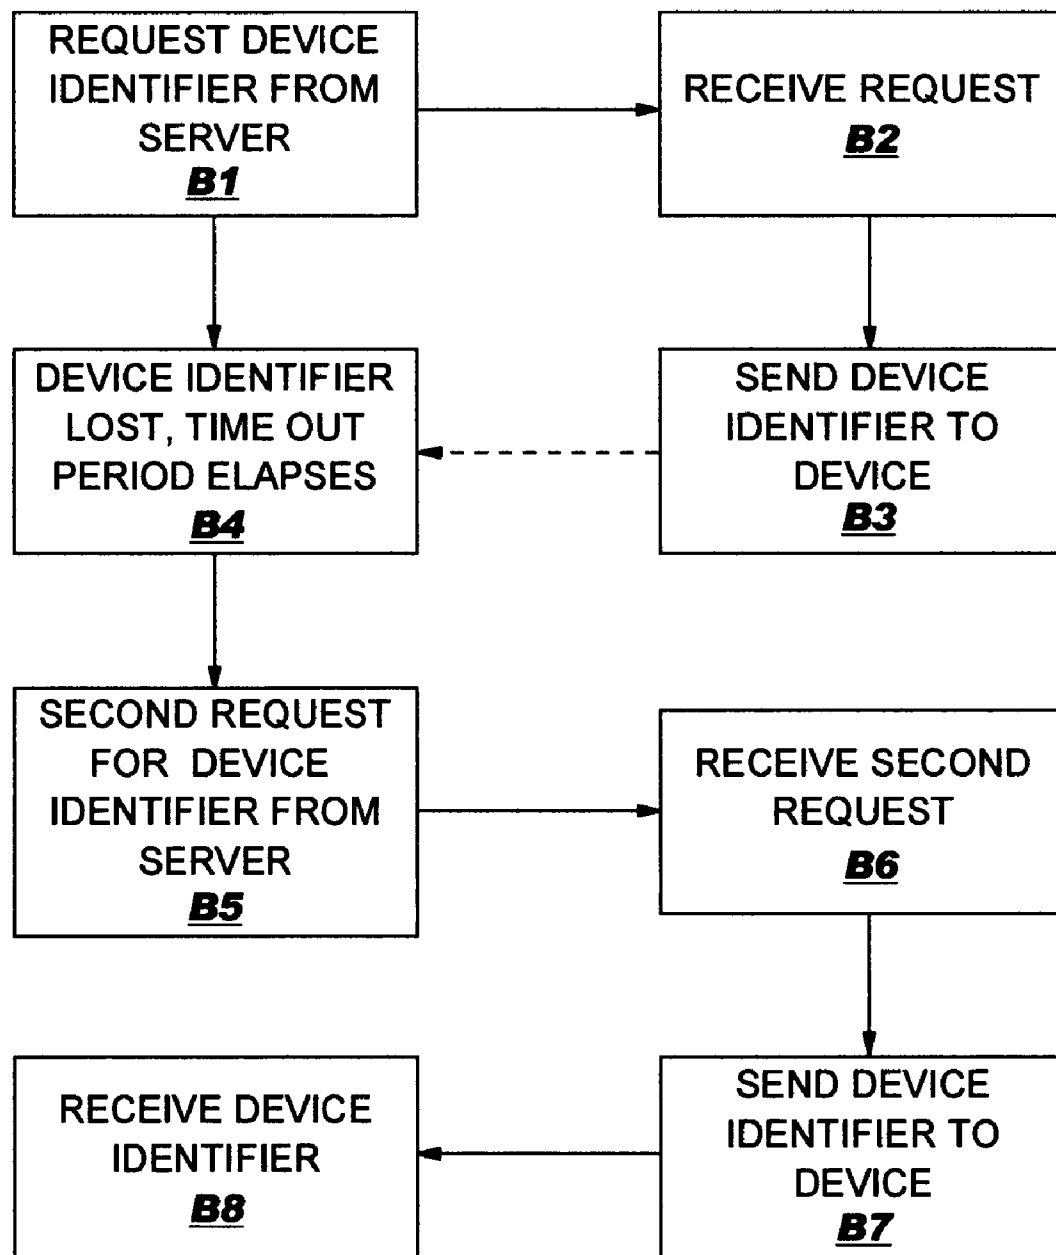 REQUEST DEVICE
IDENTIFIER FROM
SERVER
B1
RECEIVE REQUEST
B2
DEVICE IDENTIFIER
LOST, TIME OUT
PERIOD ELAPSES
B4
SEND DEVICE
IDENTIFIER TO
DEVICE
B3
SECOND REQUEST
FOR DEVICE
IDENTIFIER FROM
SERVER
B5
RECEIVE SECOND
REQUEST
B6
RECEIVE DEVICE
IDENTIFIER
B8
SEND DEVICE
IDENTIFIER TO
DEVICE
B7